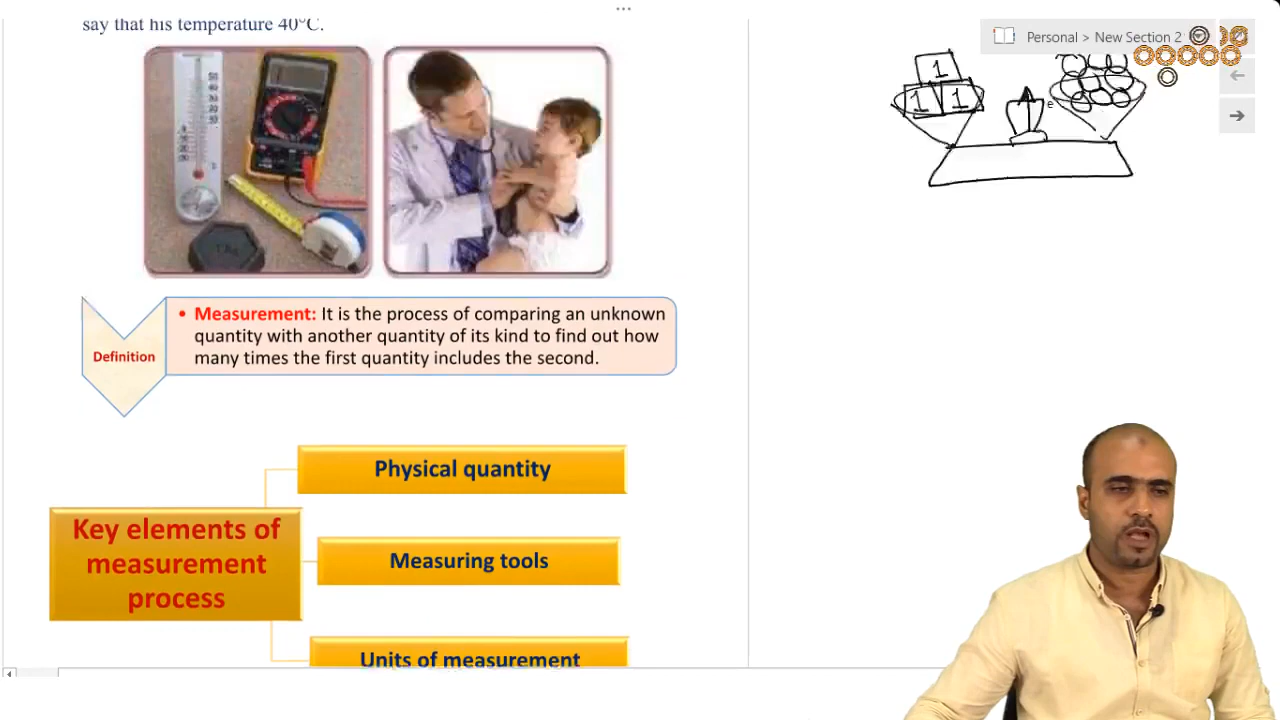 say that his temperature 40°C.
Personal > New Section 2
1
1 1
Definition
• Measurement: It is the process of comparing an unknown
quantity with another quantity of its kind to find out how
many times the first quantity includes the second.
Physical quantity
Key elements of
measurement
process
Measuring tools
Units of measurement